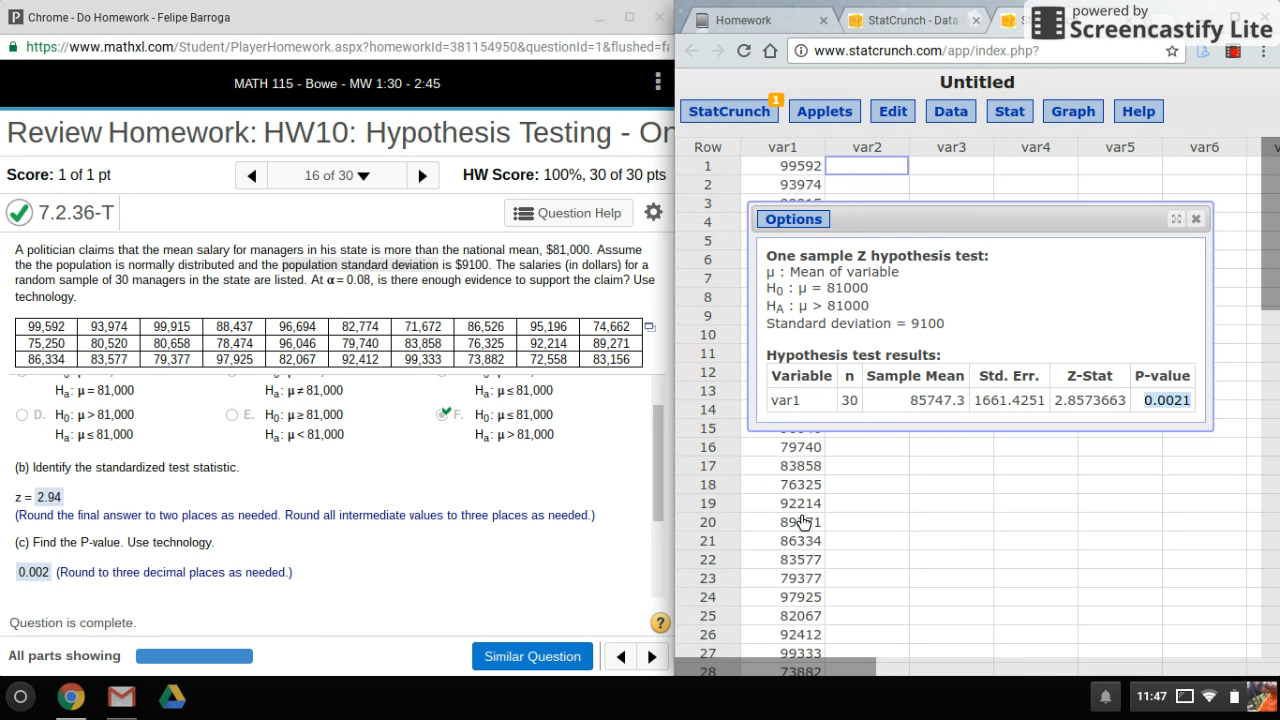 Chrome - Do Homework - Felipe Barroga
https://www.mathxl.com/Student/PlayerHomework.aspx?homeworkId=381154950&questionId=1&flushed=fa
MATH 115 - Bowe - MW 1:30 - 2:45
Review Homework: HW10: Hypothesis Testing - On
Score: 1 of 1 pt
16 of 30
HW Score: 100%, 30 of 30 pts
7.2.36-T
Question Help
A politician claims that the mean salary for managers in his state is more than the national mean, $81,000. Assume
the the population is normally distributed and the population standard deviation is $9100. The salaries (in dollars) for a
random sample of 30 managers in the state are listed. At α = 0.08, is there enough evidence to support the claim? Use
technology.
99,592 93,974 99,915 88,437 96,694 82,774 71,672 86,526 95,196 74,662
75,250 80,520 80,658 78,474 96,046 79,740 83,858 76,325 92,214 89,271
86,334 83,577 79,377 97,925 82,067 92,412 99,333 73,882 72,558 83,156
Ha: μ = 81,000 Ha: μ ≠ 81,000 Ha: μ ≤ 81,000
D. H0: μ > 81,000 E. H0: μ ≥ 81,000 F. H0: μ ≤ 81,000
Ha: μ ≤ 81,000 Ha: μ < 81,000 Ha: μ > 81,000
(b) Identify the standardized test statistic.
z = 2.94
(Round the final answer to two places as needed. Round all intermediate values to three places as needed.)
(c) Find the P-value. Use technology.
0.002 (Round to three decimal places as needed.)
Question is complete.
?
All parts showing
Similar Question
Homework
StatCrunch - Data
powered by
Screencastify Lite
www.statcrunch.com/app/index.php?
Untitled
1
StatCrunch Applets Edit Data Stat Graph Help
Row var1 var2 var3 var4 var5 var6
1 99592
2 93974
3
4
5
6
7
8
9
10
11
12
13
14
15
16 79740
17 83858
18 76325
19 92214
20
21 86334
22 83577
23 79377
24 97925
25 82067
26 92412
27 99333
28 73882
Options
One sample Z hypothesis test:
μ : Mean of variable
H0 : μ = 81000
HA : μ > 81000
Standard deviation = 9100
Hypothesis test results:
Variable n Sample Mean Std. Err. Z-Stat P-value
var1 30 85747.3 1661.4251 2.8573663 0.0021
11:47